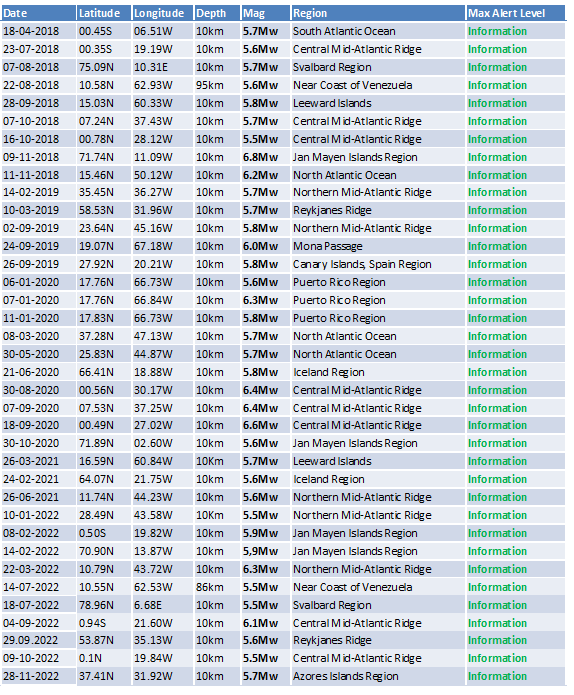 Date Latitude Longitude Depth Mag Region Max Alert Level
18-04-2018 00.45S 06.51W 10km 5.7Mw South Atlantic Ocean Information
23-07-2018 00.35S 19.19W 10km 5.6Mw Central Mid-Atlantic Ridge Information
07-08-2018 75.09N 10.31E 10km 5.7Mw Svalbard Region Information
22-08-2018 10.58N 62.93W 95km 5.6Mw Near Coast of Venezuela Information
28-09-2018 15.03N 60.33W 10km 5.8Mw Leeward Islands Information
07-10-2018 07.24N 37.43W 10km 5.7Mw Central Mid-Atlantic Ridge Information
16-10-2018 00.78N 28.12W 10km 5.5Mw Central Mid-Atlantic Ridge Information
09-11-2018 71.74N 11.09W 10km 6.8Mw Jan Mayen Islands Region Information
11-11-2018 15.46N 50.12W 10km 6.2Mw North Atlantic Ocean Information
14-02-2019 35.45N 36.27W 10km 5.7Mw Northern Mid-Atlantic Ridge Information
10-03-2019 58.53N 31.96W 10km 5.7Mw Reykjanes Ridge Information
02-09-2019 23.64N 45.16W 10km 5.8Mw Northern Mid-Atlantic Ridge Information
24-09-2019 19.07N 67.18W 10km 6.0Mw Mona Passage Information
26-09-2019 27.92N 20.21W 10km 5.8Mw Canary Islands, Spain Region Information
06-01-2020 17.76N 66.73W 10km 5.6Mw Puerto Rico Region Information
07-01-2020 17.76N 66.84W 10km 6.3Mw Puerto Rico Region Information
11-01-2020 17.83N 66.73W 10km 5.8Mw Puerto Rico Region Information
08-03-2020 37.28N 47.13W 10km 5.7Mw North Atlantic Ocean Information
30-05-2020 25.83N 44.87W 10km 5.7Mw North Atlantic Ocean Information
21-06-2020 66.41N 18.88W 10km 5.8Mw Iceland Region Information
30-08-2020 00.56N 30.17W 10km 6.4Mw Central Mid-Atlantic Ridge Information
07-09-2020 07.53N 37.25W 10km 6.4Mw Central Mid-Atlantic Ridge Information
18-09-2020 00.49N 27.02W 10km 6.6Mw Central Mid-Atlantic Ridge Information
30-10-2020 71.89N 02.60W 10km 5.6Mw Jan Mayen Islands Region Information
26-03-2021 16.59N 60.84W 10Km 5.7Mw Leeward Islands Information
24-02-2021 64.07N 21.75W 10km 5.6Mw Iceland Region Information
26-06-2021 11.74N 44.23W 10km 5.6Mw Northern Mid-Atlantic Ridge Information
10-01-2022 28.49N 43.58W 10km 5.5Mw Northern Mid-Atlantic Ridge Information
08-02-2022 0.50S 19.82W 10km 5.9Mw Jan Mayen Islands Region Information
14-02-2022 70.90N 13.87W 10km 5,9Mw Jan Mayen Islands Region Information
22-03-2022 10.79N 43.72W 10km 6.3Mw Northern Mid-Atlantic Ridge Information
14-07-2022 10.55N 62.53W 86km 5.5Mw Near Coast of Venezuela Information
18-07-2022 78.96N 6.68E 10km 5.5Mw Svalbard Region Information
04-09-2022 0.94S 21.60W 10km 6.1Mw Central Mid-Atlantic Ridge Information
29.09.2022 53.87N 35.13W 10km 5.6Mw Reykjanes Ridge Information
09-10-2022 0.1N 19.84W 10km 5.5Mw Central Mid-Atlantic Ridge Information
28-11-2022 37.41N 31.92W 10km 5.7Mw Azores Islands Region Information